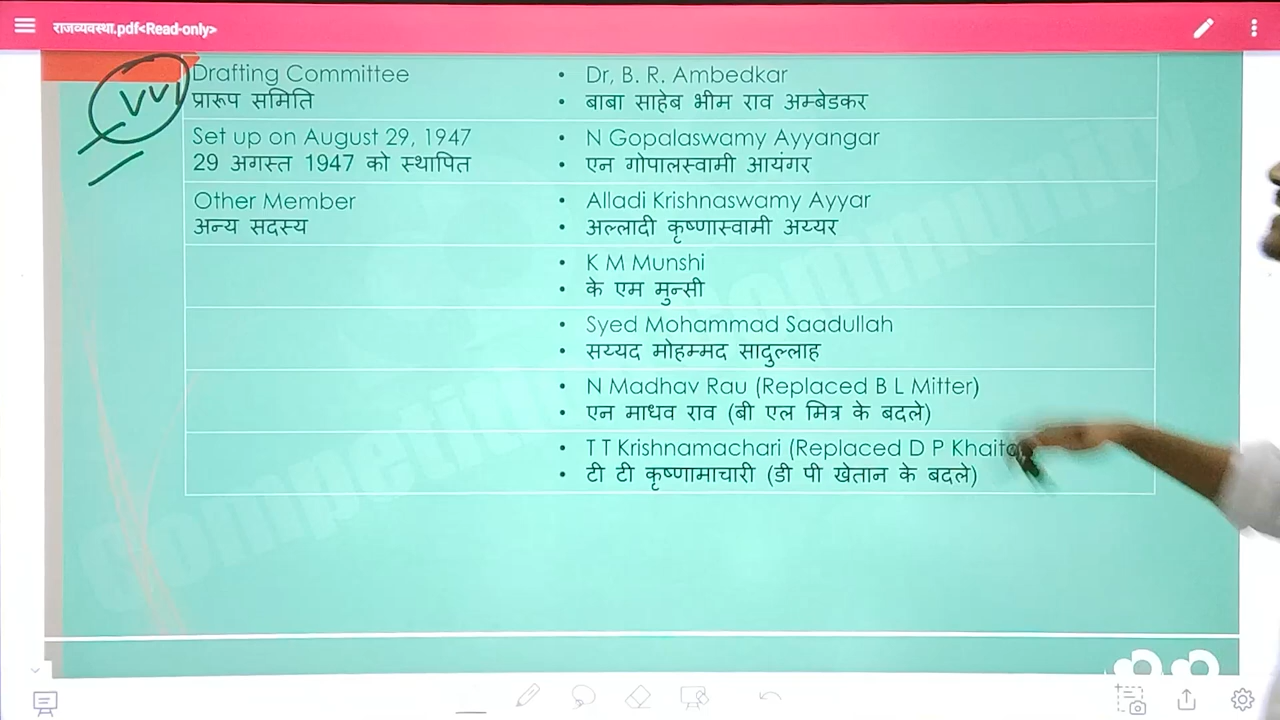 राजव्यवस्था.pdf<Read-only>
VVI
Drafting Committee
प्रारूप समिति
• Dr, B. R. Ambedkar
• बाबा साहेब भीम राव अम्बेडकर
Set up on August 29, 1947
29 अगस्त 1947 को स्थापित
• N Gopalaswamy Ayyangar
• एन गोपालस्वामी आयंगर
Other Member
अन्य सदस्य
• Alladi Krishnaswamy Ayyar
• अल्लादी कृष्णास्वामी अय्यर
• K M Munshi
• के एम मुन्सी
• Syed Mohammad Saadullah
• सय्यद मोहम्मद सादुल्लाह
• N Madhav Rau (Replaced B L Mitter)
• एन माधव राव (बी एल मित्र के बदले)
• T T Krishnamachari (Replaced D P
• टी टी कृष्णामाचारी (डी पी खेतान के बदले)